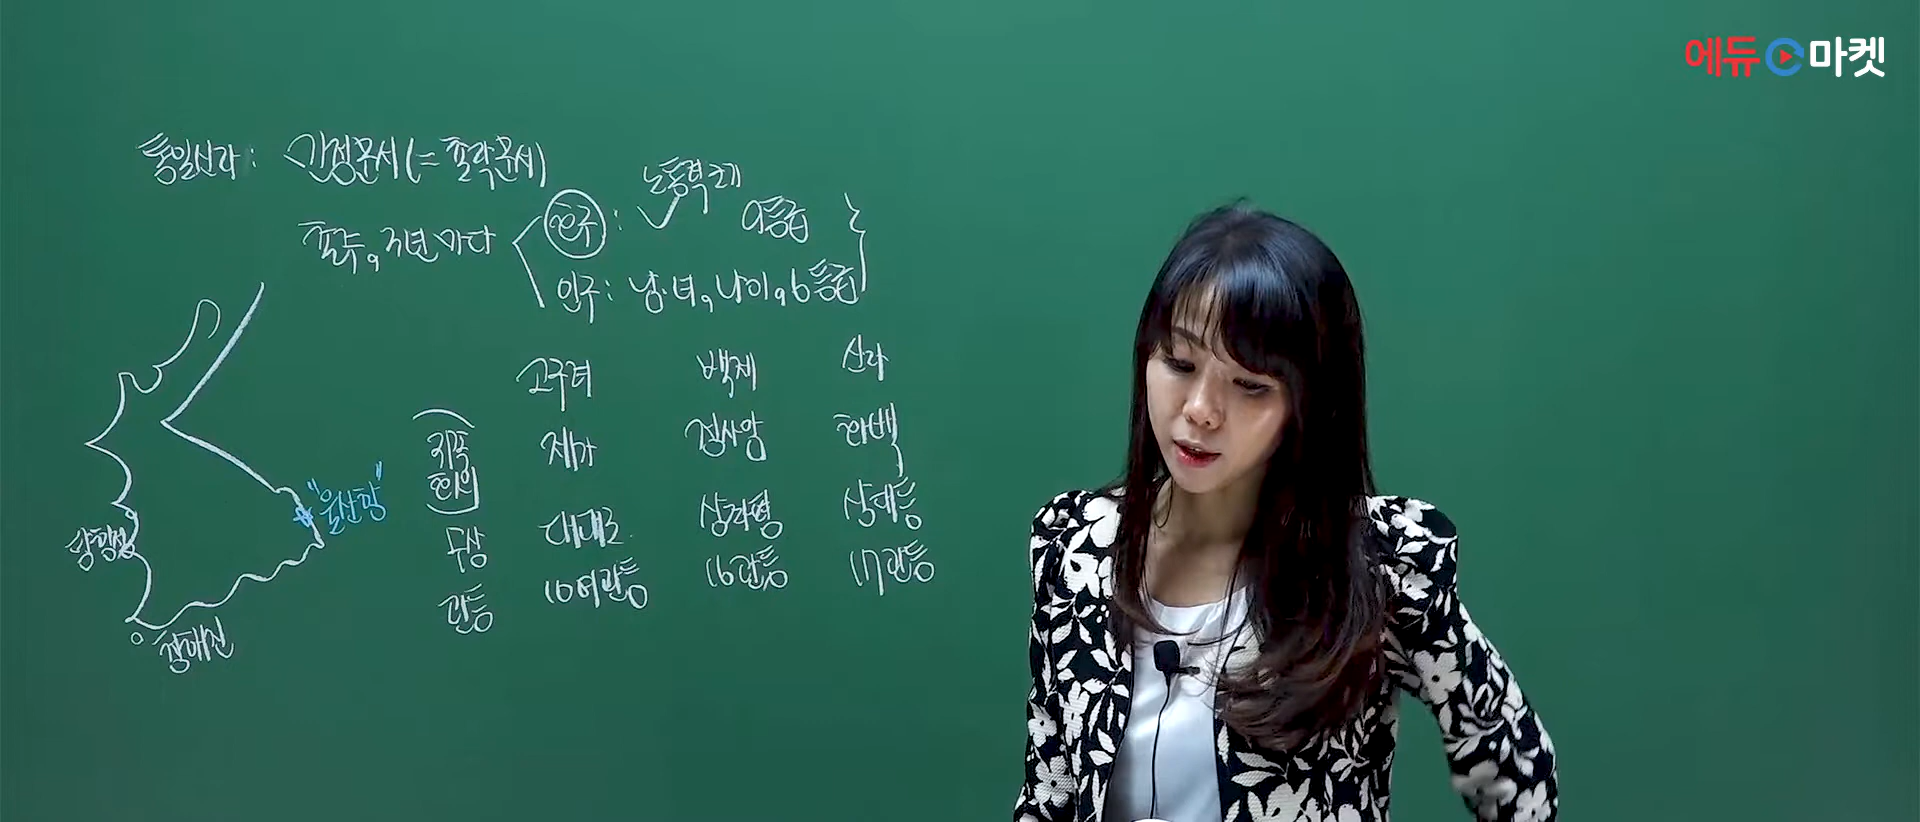 에듀 마켓
통일신라 : <민정문서(=촌락문서)
노동력크기
촌주, 3년마다
호구 : 9등급
인구 : 남·녀, 나이, 6등급
고구려 백제 신라
귀족회의 제가 정사암 화백
수상 대대로 상좌평 상대등
관등 10여관등 16관등 17관등
"울산항"
당항성
청해진